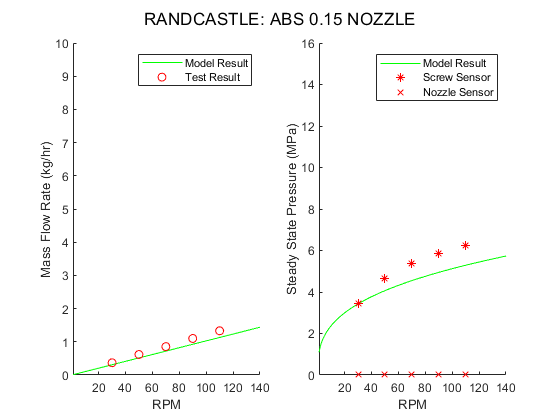 RANDCASTLE: ABS 0.15 NOZZLE
Mass Flow Rate (kg/hr)
10
9
8
7
6
5
4
3
2
1
0
20 40 60 80 100 120 140
RPM
Model Result
Test Result
Steady State Pressure (MPa)
16
14
12
10
8
6
4
2
0
20 40 60 80 100 120 140
RPM
Model Result
Screw Sensor
Nozzle Sensor